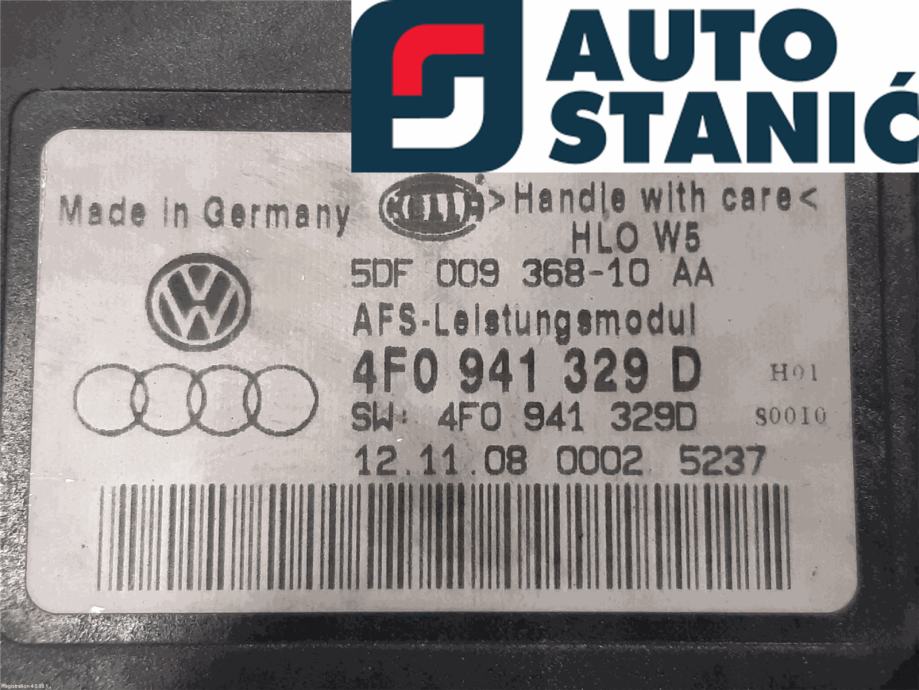 AUTO
STANIĆ
Made in Germany HELLA >Handle with care<
HLO W5
5DF 009 368-10 AA
AFS-Leistungsmodul
4F0 941 329 D H01
SW: 4F0 941 329D S0010
12.11.08 0002 5237